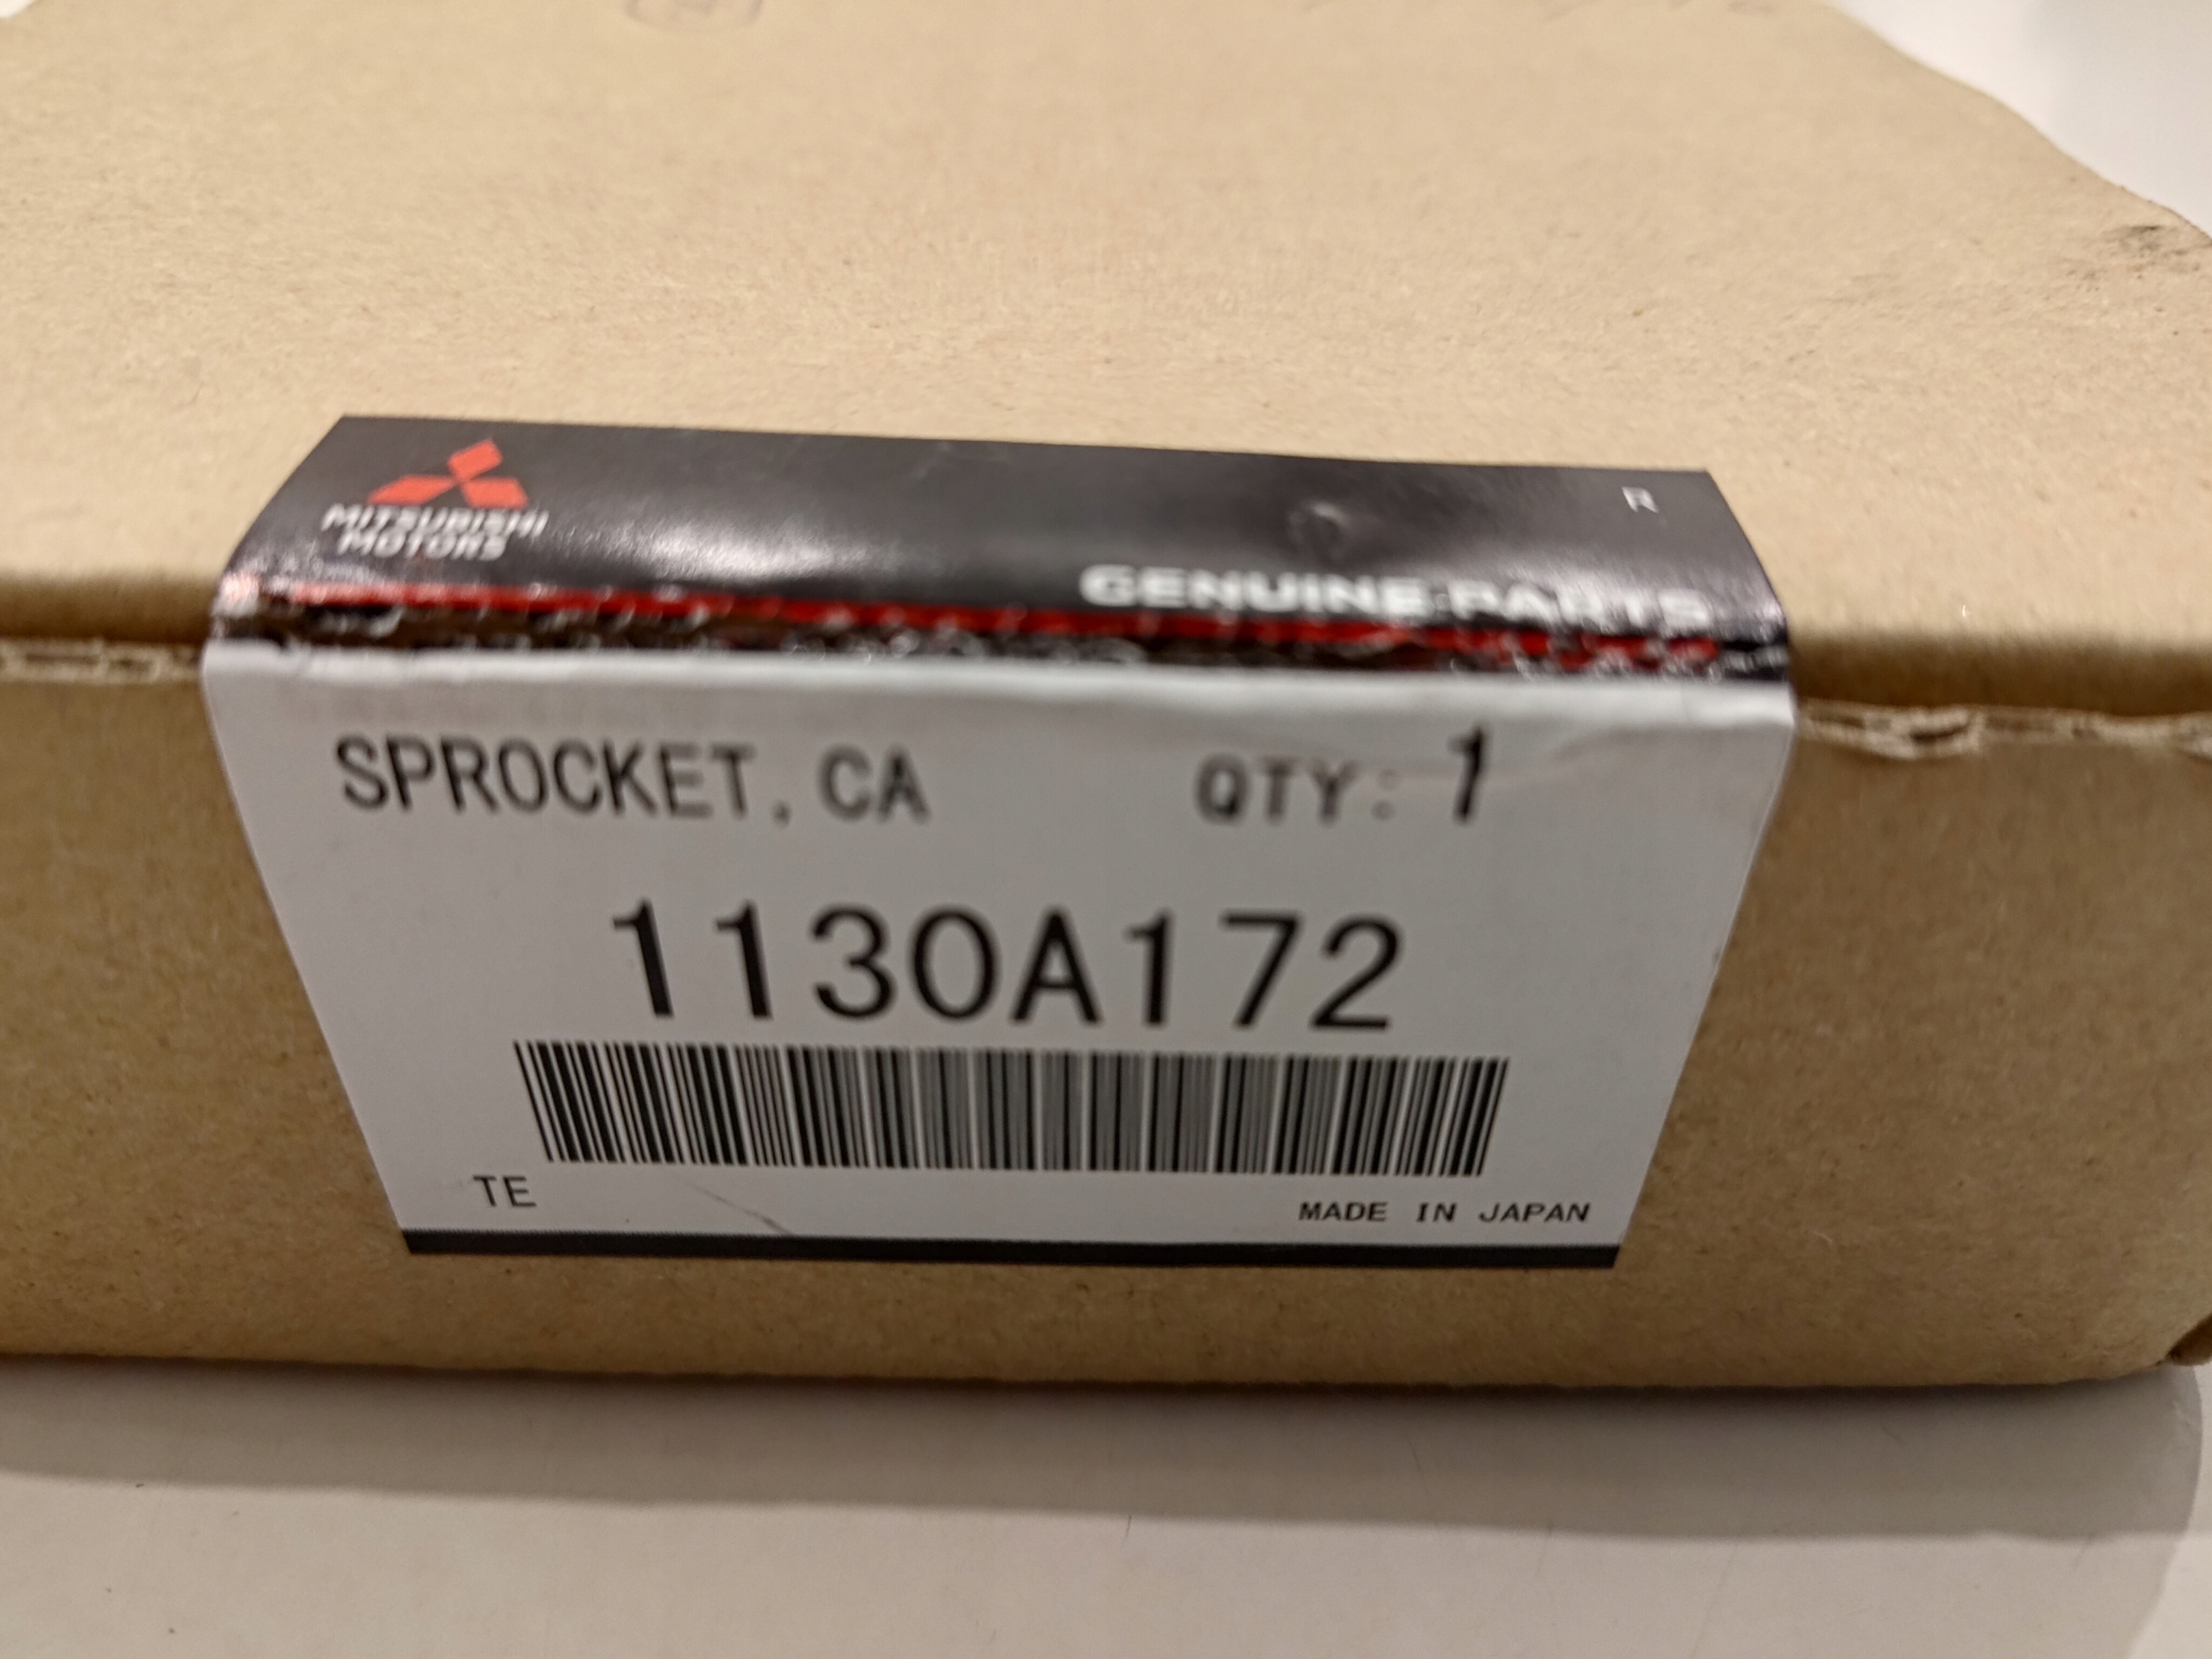 MITSUBISHI
MOTORS
R
GENUINE PARTS
SPROCKET, CA QTY: 1
1130A172
TE
MADE IN JAPAN